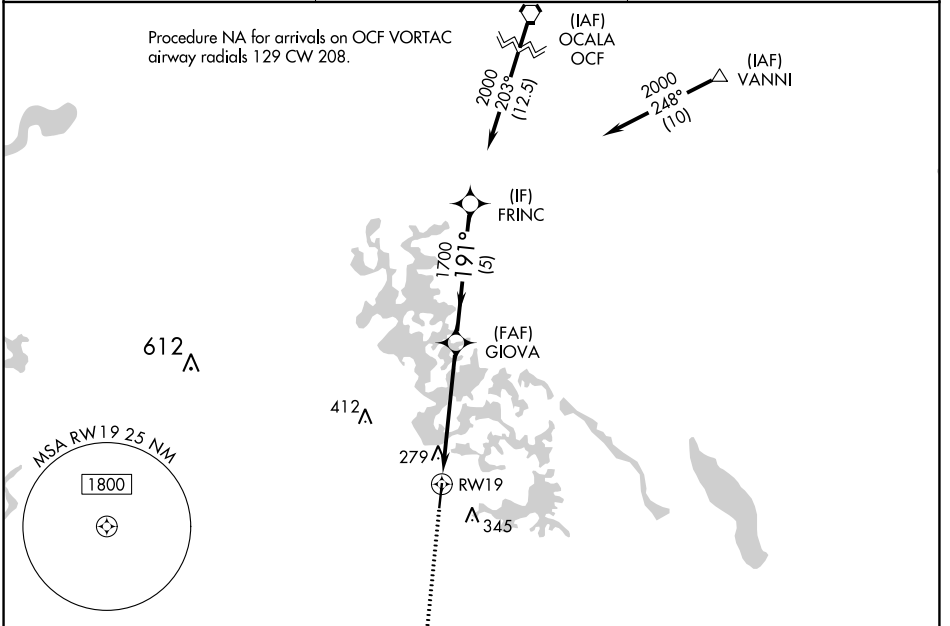 Procedure NA for arrivals on OCF VORTAC
airway radials 129 CW 208.
(IAF)
OCALA
OCF
2000
203°
(12.5)
(IAF)
VANNI
2000
248°
(10)
(IF)
FRINC
1700
191°
(5)
(FAF)
GIOVA
612
412
279
RW19
345
MSA RW19 25 NM
1800